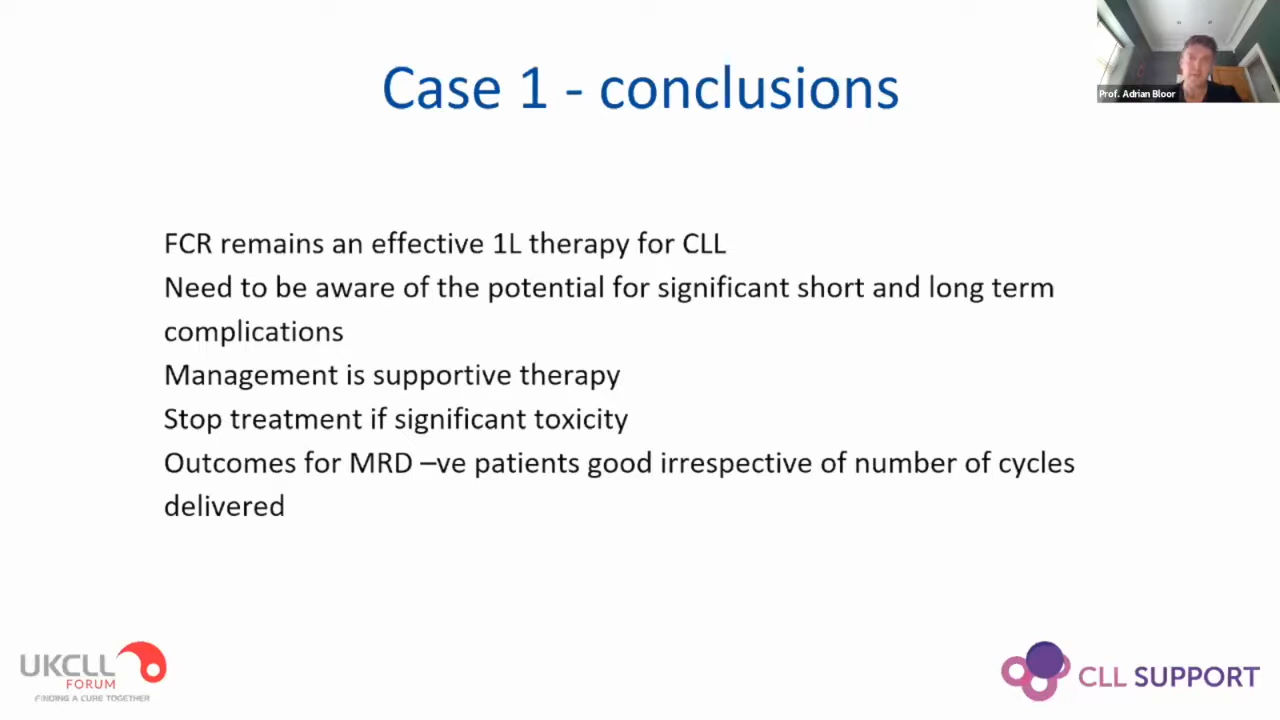 Prof. Adrian Bloor
Case 1 - conclusions
FCR remains an effective 1L therapy for CLL
Need to be aware of the potential for significant short and long term
complications
Management is supportive therapy
Stop treatment if significant toxicity
Outcomes for MRD –ve patients good irrespective of number of cycles
delivered
UKCLL
FORUM
FINDING A CURE TOGETHER
CLL SUPPORT